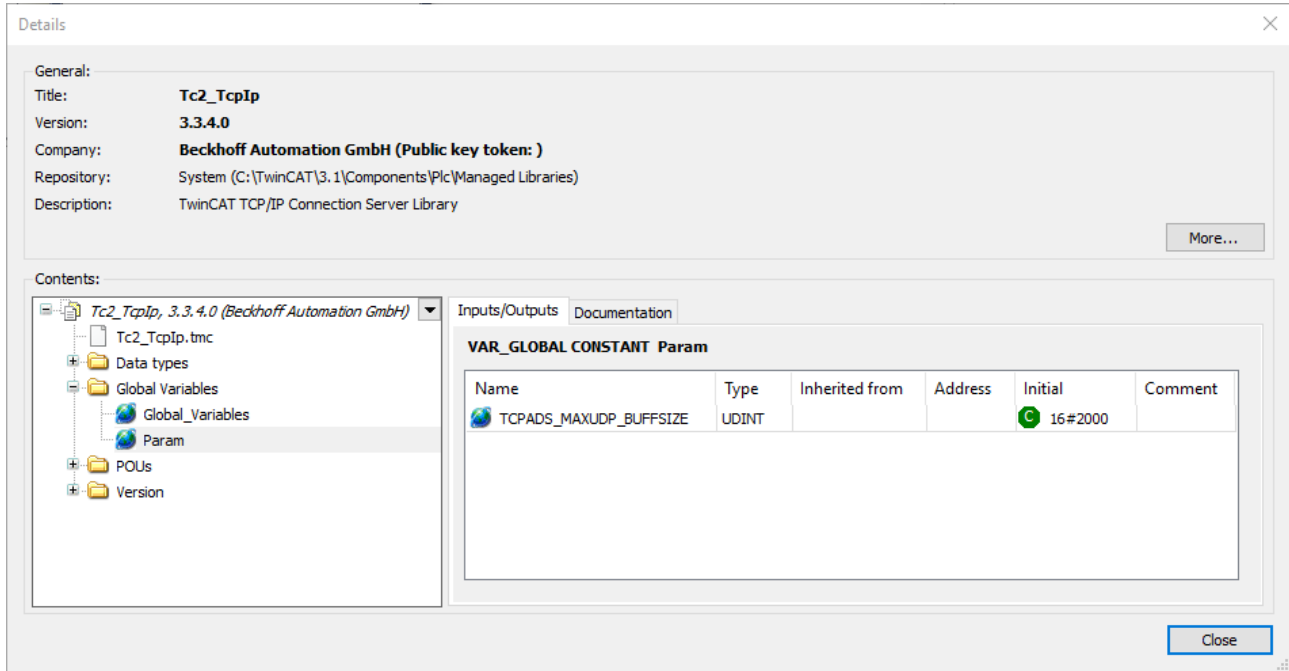 Details
General:
Title: Tc2_TcpIp
Version: 3.3.4.0
Company: Beckhoff Automation GmbH (Public key token: )
Repository: System (C:\TwinCAT\3.1\Components\Plc\Managed Libraries)
Description: TwinCAT TCP/IP Connection Server Library
More...
Contents:
Tc2_TcpIp, 3.3.4.0 (Beckhoff Automation GmbH)
Tc2_TcpIp.tmc
Data types
Global Variables
Global_Variables
Param
POUs
Version
Inputs/Outputs Documentation
VAR_GLOBAL CONSTANT Param
Name Type Inherited from Address Initial Comment
TCPADS_MAXUDP_BUFFSIZE UDINT C 16#2000
Close